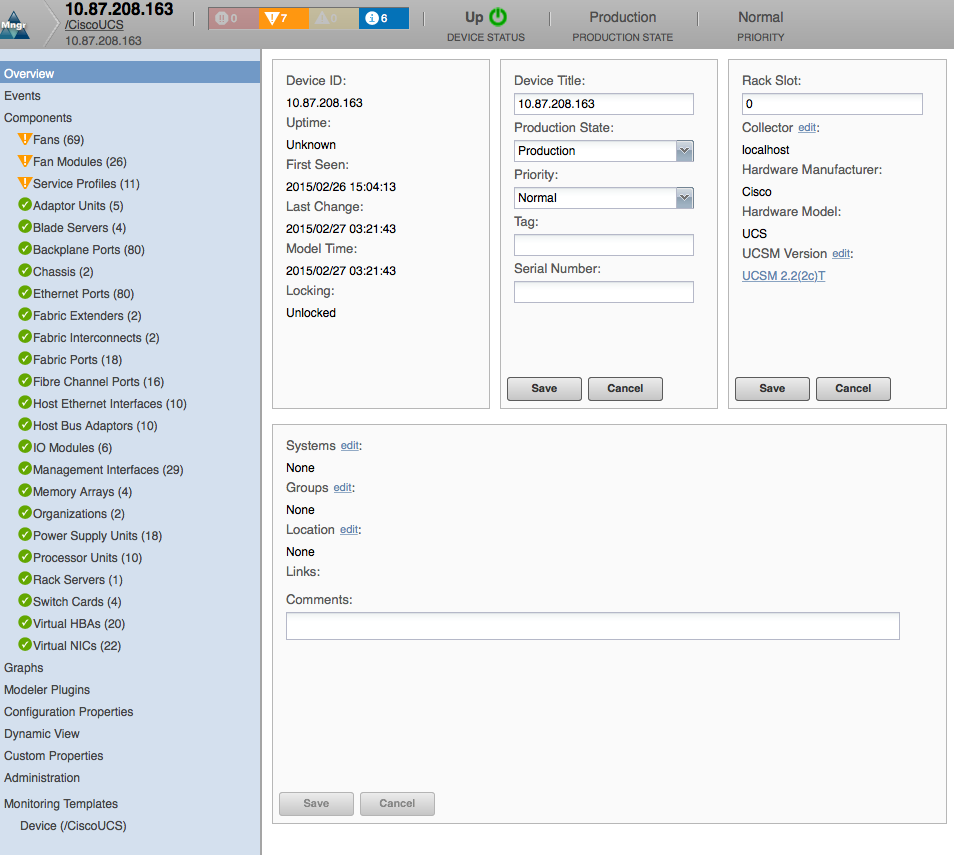 Mngr
10.87.208.163
/CiscoUCS
10.87.208.163
0
7
0
6
Up
DEVICE STATUS
Production
PRODUCTION STATE
Normal
PRIORITY
Overview
Events
Components
Fans (69)
Fan Modules (26)
Service Profiles (11)
Adaptor Units (5)
Blade Servers (4)
Backplane Ports (80)
Chassis (2)
Ethernet Ports (80)
Fabric Extenders (2)
Fabric Interconnects (2)
Fabric Ports (18)
Fibre Channel Ports (16)
Host Ethernet Interfaces (10)
Host Bus Adaptors (10)
IO Modules (6)
Management Interfaces (29)
Memory Arrays (4)
Organizations (2)
Power Supply Units (18)
Processor Units (10)
Rack Servers (1)
Switch Cards (4)
Virtual HBAs (20)
Virtual NICs (22)
Graphs
Modeler Plugins
Configuration Properties
Dynamic View
Custom Properties
Administration
Monitoring Templates
Device (/CiscoUCS)
Device ID:
10.87.208.163
Uptime:
Unknown
First Seen:
2015/02/26 15:04:13
Last Change:
2015/02/27 03:21:43
Model Time:
2015/02/27 03:21:43
Locking:
Unlocked
Device Title:
10.87.208.163
Production State:
Production
Priority:
Normal
Tag:
Serial Number:
Save Cancel
Rack Slot:
0
Collector edit:
localhost
Hardware Manufacturer:
Cisco
Hardware Model:
UCS
UCSM Version edit:
UCSM 2.2(2c)T
Save Cancel
Systems edit:
None
Groups edit:
None
Location edit:
None
Links:
Comments:
Save Cancel